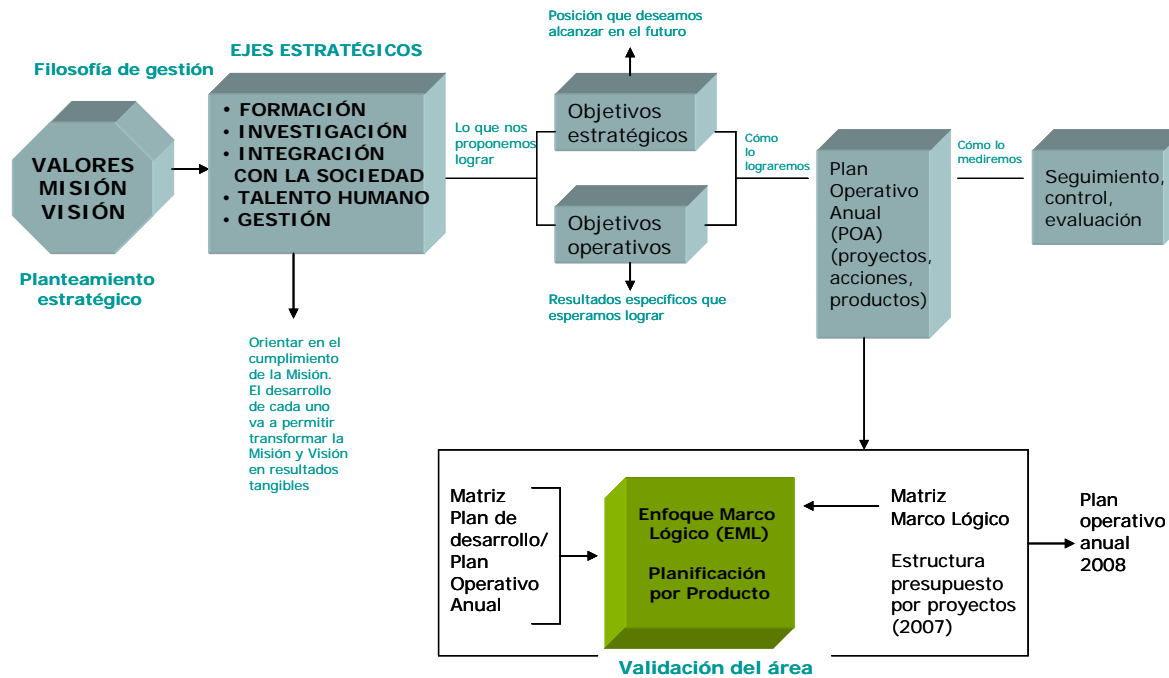 Filosofía de gestión
VALORES
MISIÓN
VISIÓN
Planteamiento
estratégico
EJES ESTRATÉGICOS
• FORMACIÓN
• INVESTIGACIÓN
• INTEGRACIÓN
CON LA SOCIEDAD
• TALENTO HUMANO
• GESTIÓN
Orientar en el
cumplimiento
de la Misión.
El desarrollo
de cada uno
va a permitir
transformar la
Misión y Visión
en resultados
tangibles
Lo que nos
proponemos
lograr
Posición que deseamos
alcanzar en el futuro
Objetivos
estratégicos
Objetivos
operativos
Resultados específicos que
esperamos lograr
Cómo
lo
lograremos
Plan
Operativo
Anual
(POA)
(proyectos,
acciones,
productos)
Cómo lo
mediremos
Seguimiento,
control,
evaluación
Matriz
Plan de
desarrollo/
Plan
Operativo
Anual
Enfoque Marco
Lógico (EML)
Planificación
por Producto
Matriz
Marco Lógico
Estructura
presupuesto
por proyectos
(2007)
Plan
operativo
anual
2008
Validación del área